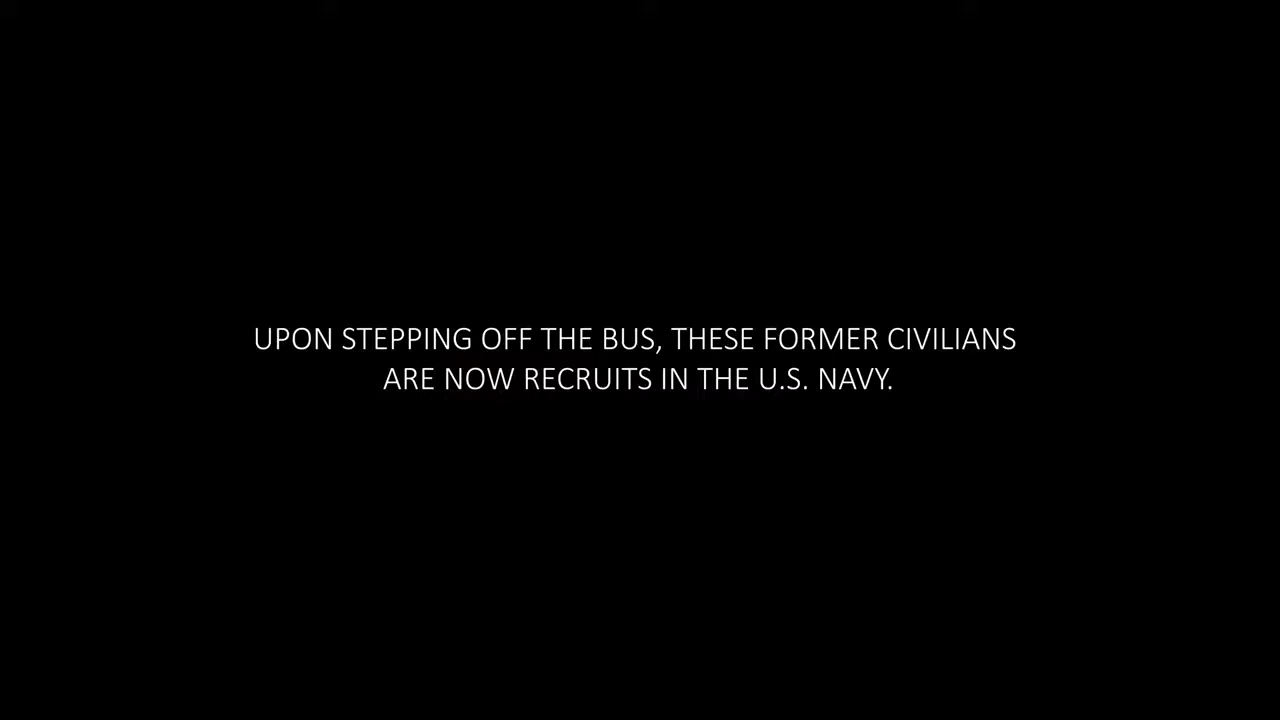 UPON STEPPING OFF THE BUS, THESE FORMER CIVILIANS
ARE NOW RECRUITS IN THE U.S. NAVY.